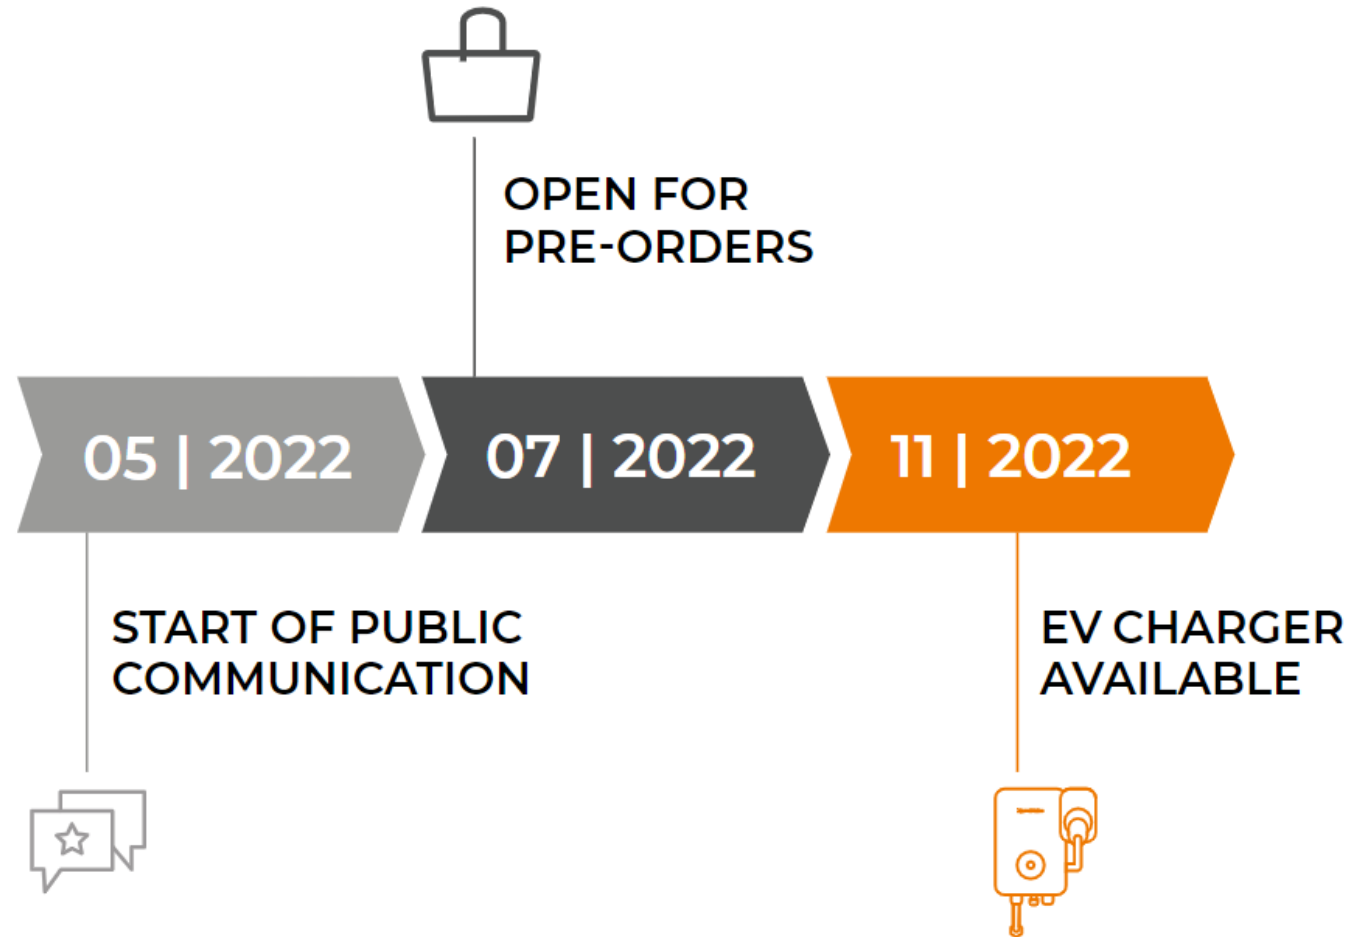 OPEN FOR
PRE-ORDERS
05 | 2022
07 | 2022
11 | 2022
START OF PUBLIC
COMMUNICATION
EV CHARGER
AVAILABLE